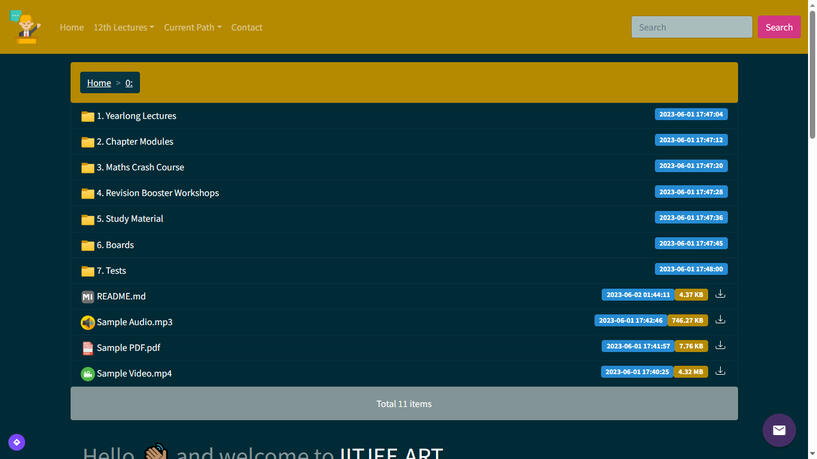 Home 12th Lectures Current Path Contact Search Search
Home > 0:
1. Yearlong Lectures 2023-06-01 17:47:04
2. Chapter Modules 2023-06-01 17:47:12
3. Maths Crash Course 2023-06-01 17:47:20
4. Revision Booster Workshops 2023-06-01 17:47:28
5. Study Material 2023-06-01 17:47:36
6. Boards 2023-06-01 17:47:45
7. Tests 2023-06-01 17:48:00
README.md 2023-06-02 01:44:11 4.37 KB
Sample Audio.mp3 2023-06-01 17:42:46 746.27 KB
Sample PDF.pdf 2023-06-01 17:41:57 7.76 KB
Sample Video.mp4 2023-06-01 17:40:25 4.32 MB
Total 11 items
Hello 👋 and welcome to IITJEE ART